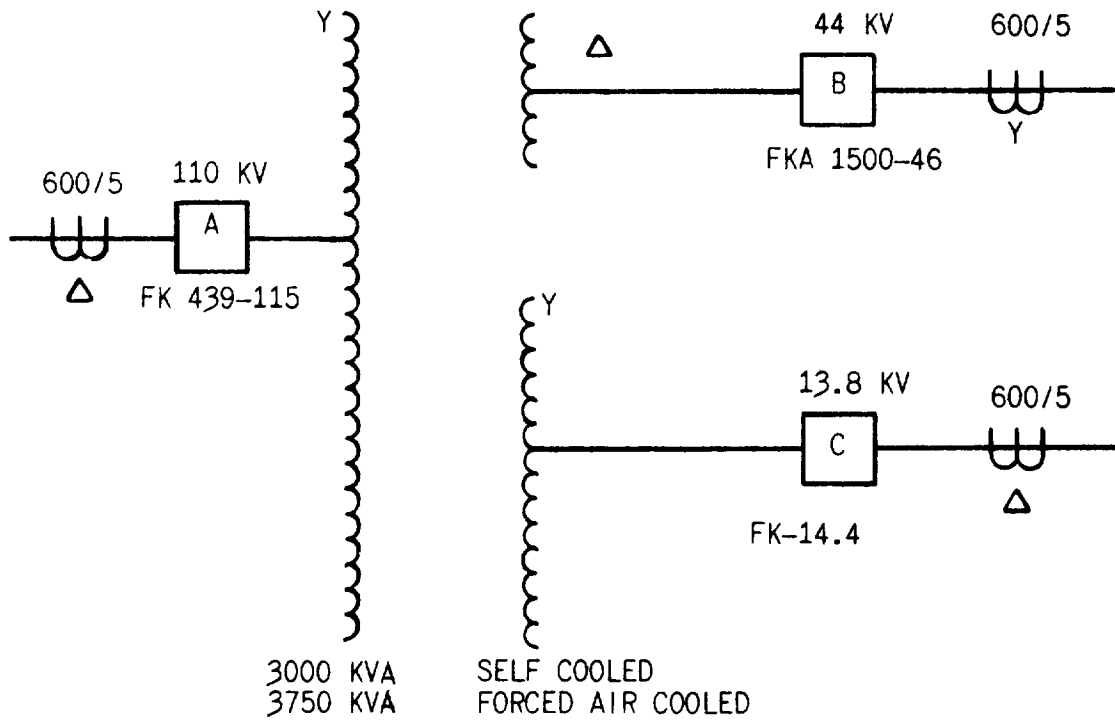 Y
44 KV
600/5
△
B
Y
FKA 1500-46
600/5
110 KV
A
△
FK 439-115
Y
13.8 KV
600/5
C
△
FK-14.4
3000 KVA SELF COOLED
3750 KVA FORCED AIR COOLED